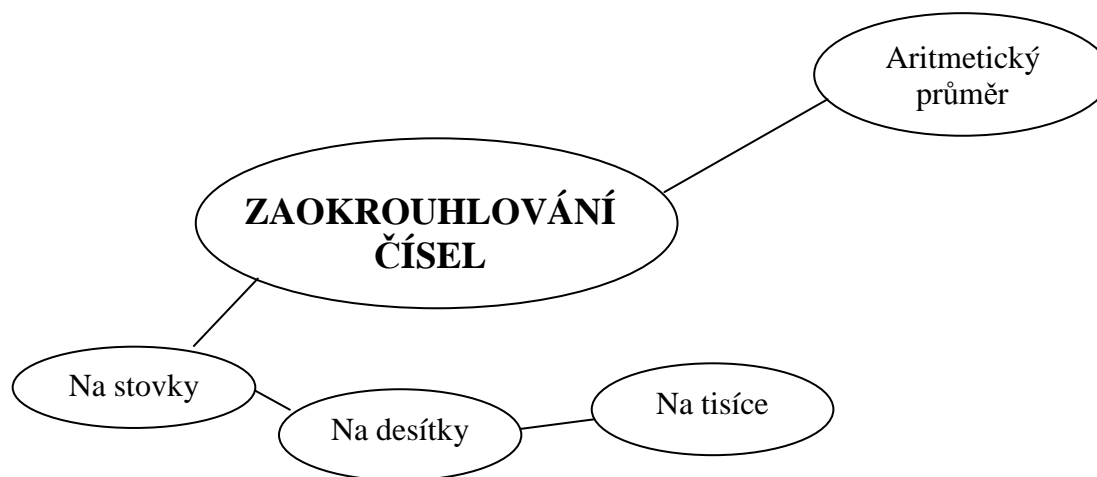 Aritmetický
průměr
ZAOKROUHLOVÁNÍ
ČÍSEL
Na stovky
Na desítky
Na tisíce